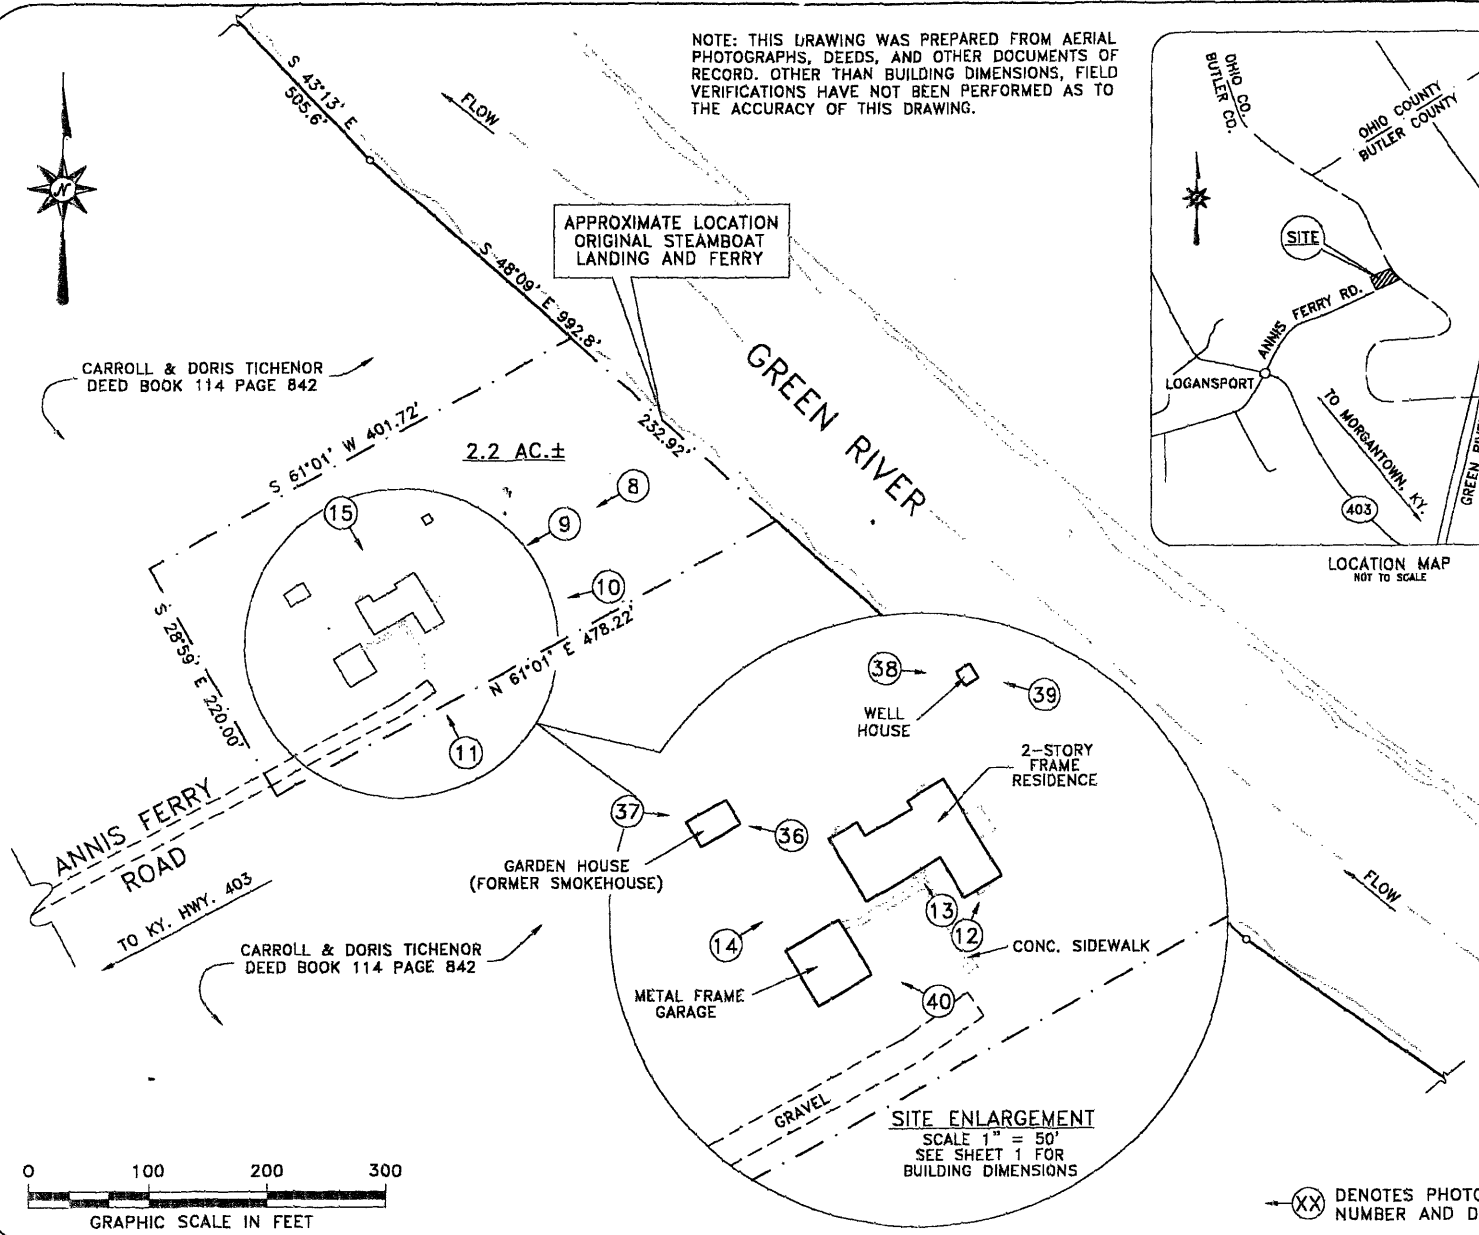 NOTE: THIS DRAWING WAS PREPARED FROM AERIAL
PHOTOGRAPHS, DEEDS, AND OTHER DOCUMENTS OF
RECORD. OTHER THAN BUILDING DIMENSIONS, FIELD
VERIFICATIONS HAVE NOT BEEN PERFORMED AS TO
THE ACCURACY OF THIS DRAWING.
S 43°13' E
505.6'
FLOW
N
APPROXIMATE LOCATION
ORIGINAL STEAMBOAT
LANDING AND FERRY
S 48°09' E 992.8'
232.92'
GREEN RIVER
CARROLL & DORIS TICHENOR
DEED BOOK 114 PAGE 842
S 61°01' W 401.72'
2.2 AC.±
8
9
10
15
11
S 28°59' E 220.00'
N 61°01' E 478.22'
ANNIS FERRY
ROAD
TO KY. HWY. 403
CARROLL & DORIS TICHENOR
DEED BOOK 114 PAGE 842
OHIO CO.
BUTLER CO.
OHIO COUNTY
BUTLER COUNTY
SITE
ANNIS FERRY RD.
LOGANSPORT
TO MORGANTOWN, KY.
403
GREEN
LOCATION MAP
NOT TO SCALE
38
39
WELL
HOUSE
2-STORY
FRAME
RESIDENCE
37
36
GARDEN HOUSE
(FORMER SMOKEHOUSE)
13
12
14
CONC. SIDEWALK
METAL FRAME
GARAGE
40
GRAVEL
SITE ENLARGEMENT
SCALE 1" = 50'
SEE SHEET 1 FOR
BUILDING DIMENSIONS
FLOW
0 100 200 300
GRAPHIC SCALE IN FEET
XX DENOTES PHOTO
NUMBER AND D